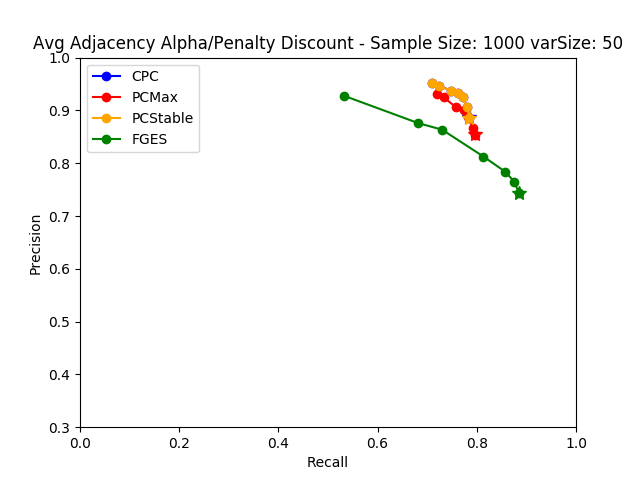 Avg Adjacency Alpha/Penalty Discount - Sample Size: 1000 varSize: 50
CPC
PCMax
PCStable
FGES
1.0
0.9
0.8
0.7
0.6
0.5
0.4
0.3
Precision
0.0 0.2 0.4 0.6 0.8 1.0
Recall